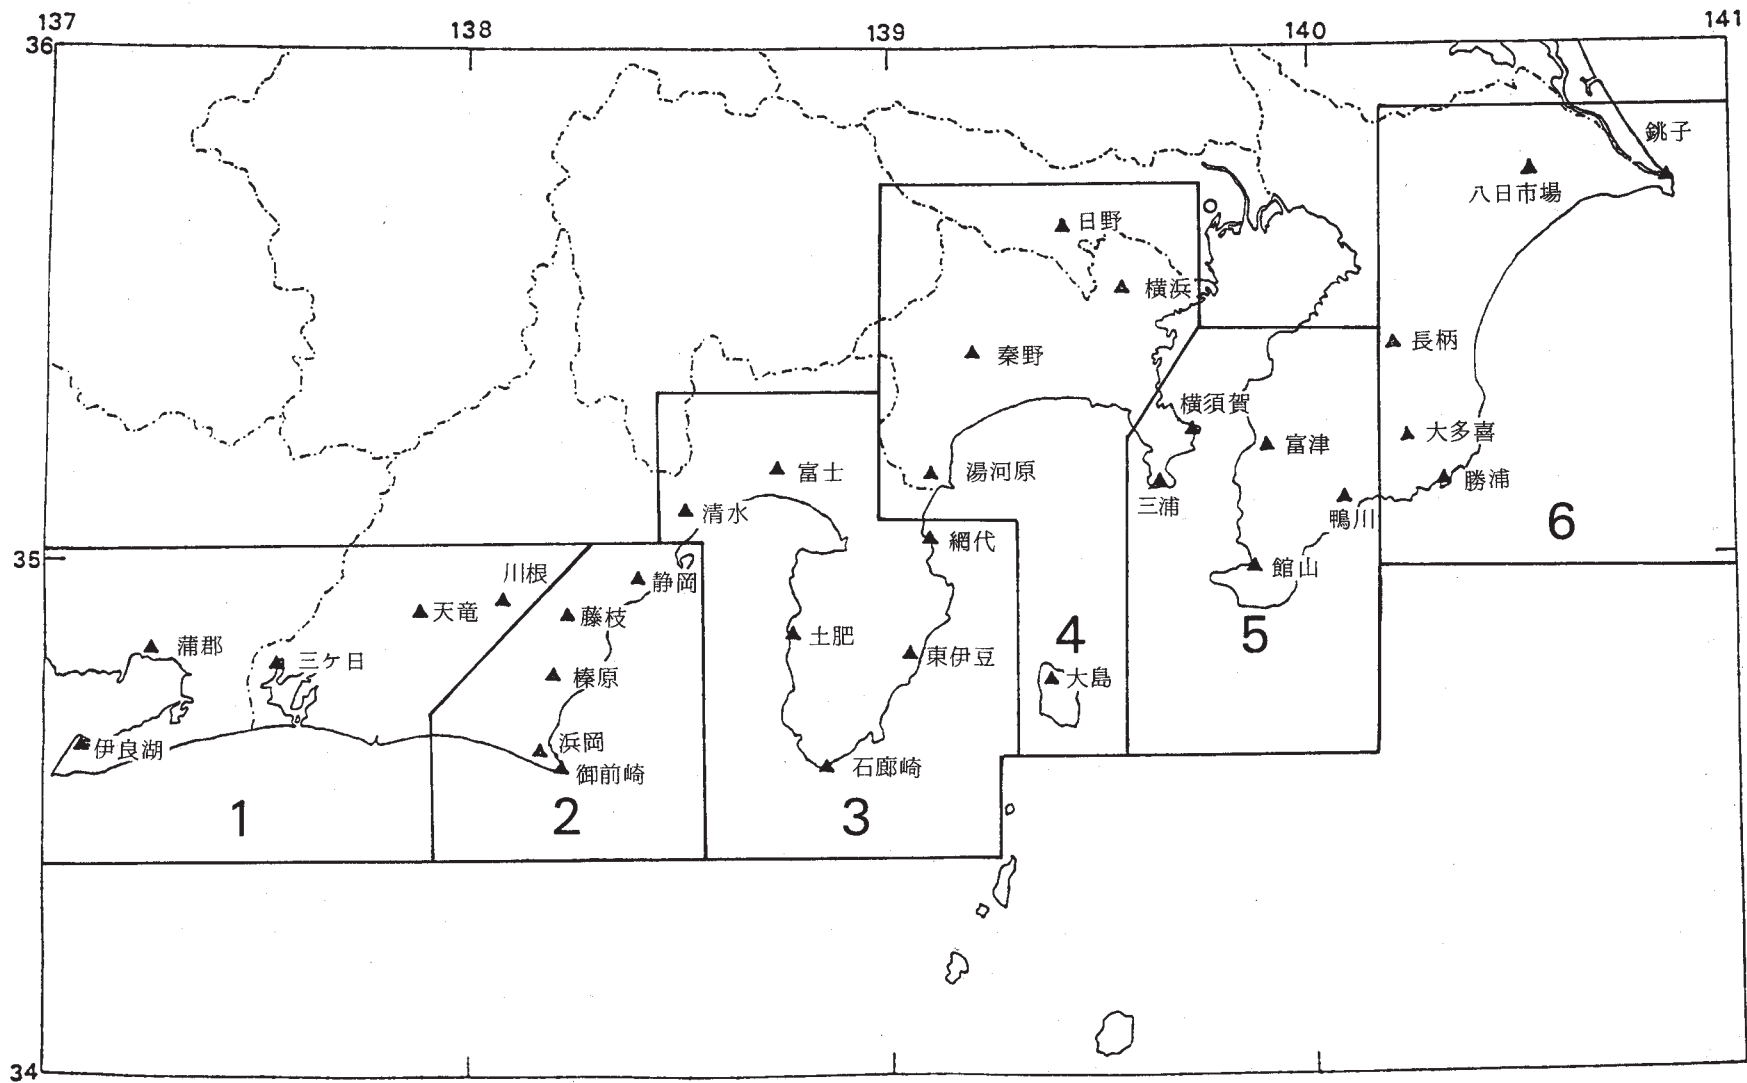 137
138
139
140
141
36
銚子
八日市場
日野
横浜
長柄
秦野
横須賀
大多喜
富津
湯河原
富士
勝浦
三浦
清水
鴨川
6
網代
35
館山
川根
静岡
天竜
藤枝
土肥
4
5
蒲郡
三ケ日
東伊豆
榛原
大島
伊良湖
浜岡
御前崎
石廊崎
1
2
3
34